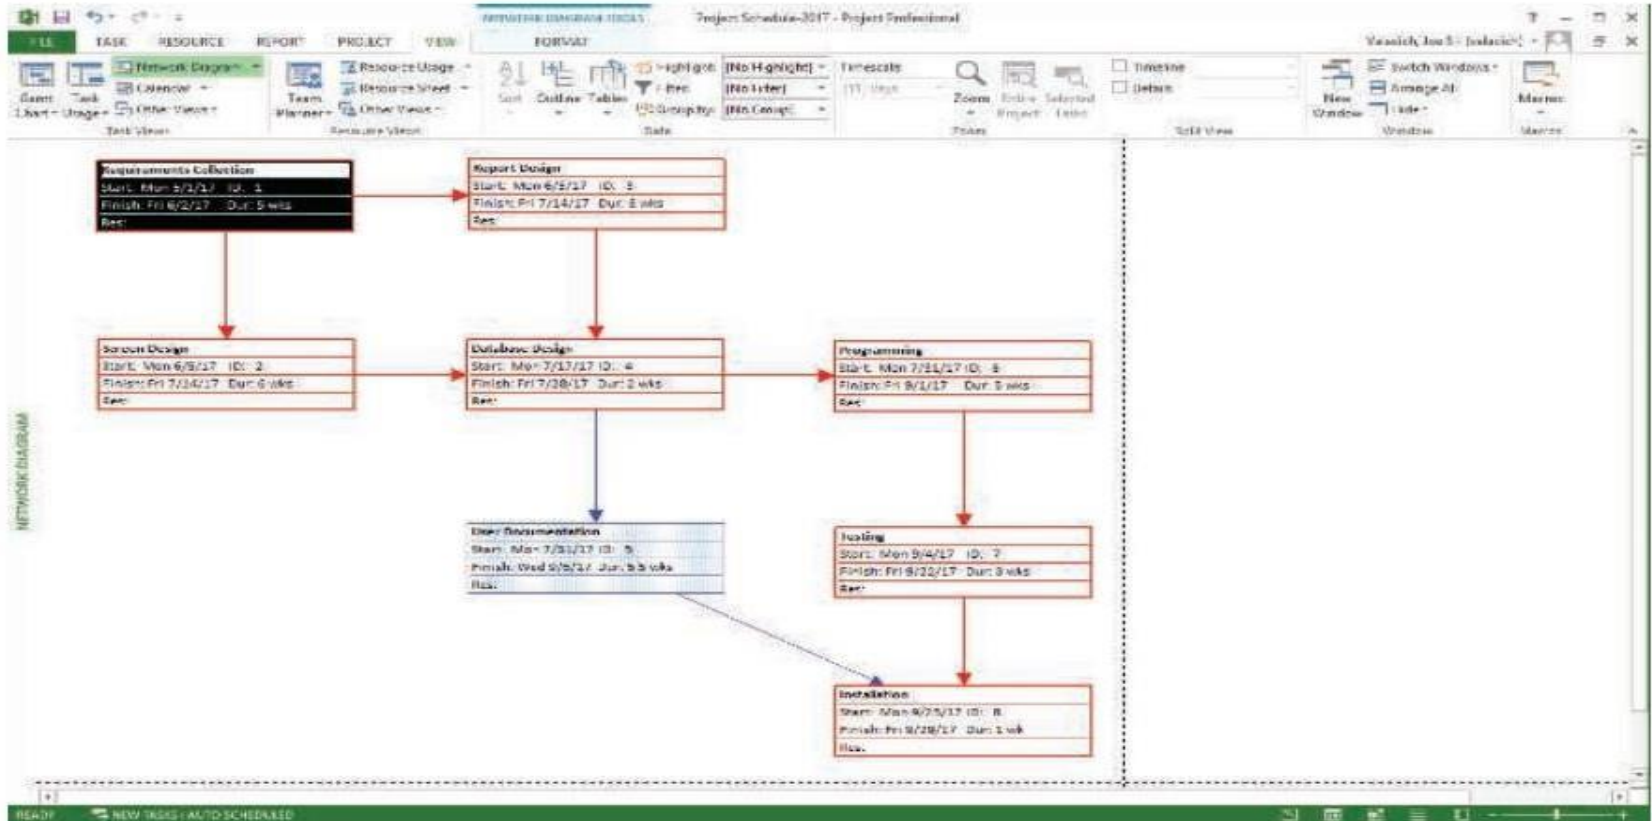 NETWORK DIAGRAM TOOLS
Project Schedule-2017 - Project Professional
FILE TASK RESOURCE REPORT PROJECT VIEW FORMAT
Network Diagram
Calendar
Other Views
Gantt Chart
Task Usage
Task Views
Team Planner
Resource Usage
Resource Sheet
Other Views
Resource Views
Sort
Outline
Tables
Highlight: [No Highlight]
Filter: [No Filter]
Group by: [No Group]
Data
Timescale:
Days
Zoom
Entire Project
Selected Tasks
Zoom
Timeline
Details
Split View
New Window
Switch Windows
Arrange All
Hide
Window
Macros
Macros
Requirements Collection
Start: Mon 5/1/17 ID: 1
Finish: Fri 6/2/17 Dur: 5 wks
Res:
Report Design
Start: Mon 6/5/17 ID: 3
Finish: Fri 7/14/17 Dur: 6 wks
Res:
Screen Design
Start: Mon 6/5/17 ID: 2
Finish: Fri 7/14/17 Dur: 6 wks
Res:
Database Design
Start: Mon 7/17/17 ID: 4
Finish: Fri 7/28/17 Dur: 2 wks
Res:
Programming
Start: Mon 7/31/17 ID: 6
Finish: Fri 9/1/17 Dur: 5 wks
Res:
User Documentation
Start: Mon 7/31/17 ID: 5
Finish: Wed 9/6/17 Dur: 5.5 wks
Res:
Testing
Start: Mon 9/4/17 ID: 7
Finish: Fri 9/22/17 Dur: 3 wks
Res:
Installation
Start: Mon 9/25/17 ID: 8
Finish: Fri 9/29/17 Dur: 1 wk
Res:
NETWORK DIAGRAM
READY
NEW TASKS : AUTO SCHEDULED